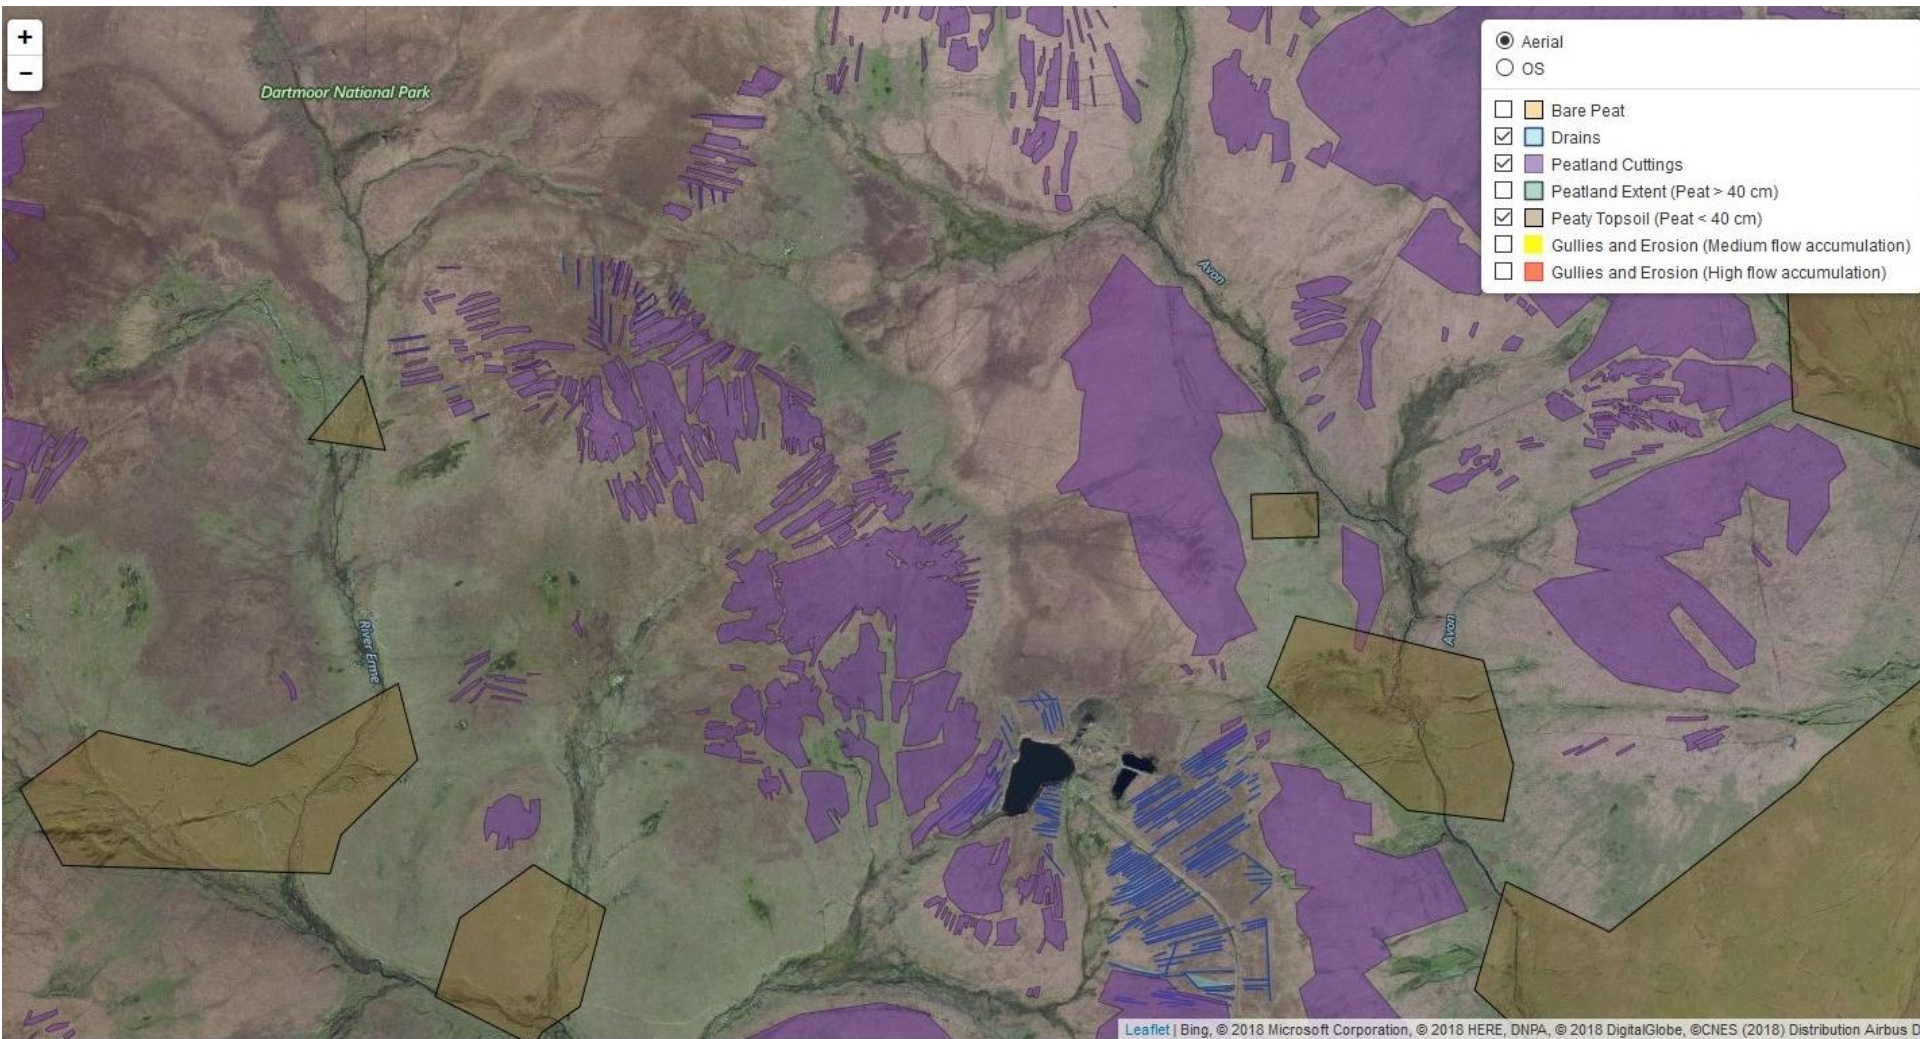 +
−
Dartmoor National Park
Aerial
OS
Bare Peat
Drains
Peatland Cuttings
Peatland Extent (Peat > 40 cm)
Peaty Topsoil (Peat < 40 cm)
Gullies and Erosion (Medium flow accumulation)
Gullies and Erosion (High flow accumulation)
Avon
River Erme
Avon
Leaflet | Bing, © 2018 Microsoft Corporation, © 2018 HERE, DNPA, © 2018 DigitalGlobe, ©CNES (2018) Distribution Airbus D